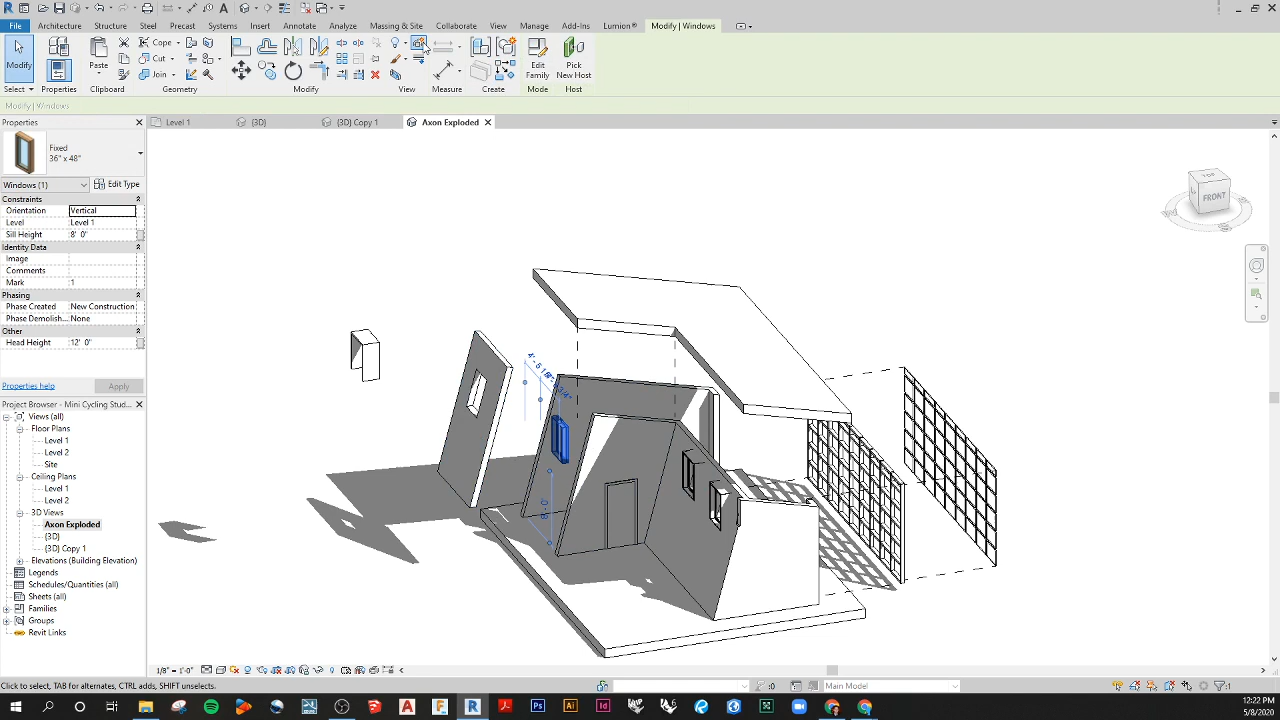 File Architecture Structure Steel Precast Systems Insert Annotate Analyze Massing & Site Collaborate View Manage Add-Ins Lumion® Modify | Windows
Modify Paste Cope Cut Join Edit Family Pick New Host
Select Properties Clipboard Geometry Modify View Measure Create Mode Host
Modify | Windows
Properties
Level 1 {3D} {3D} Copy 1 Axon Exploded
Fixed
36" x 48"
Windows (1) Edit Type
Constraints
Orientation Vertical
Level Level 1
Sill Height 8' 0"
Identity Data
Image
Comments
Mark 1
Phasing
Phase Created New Construction
Phase Demolish... None
Other
Head Height 12' 0"
Properties help Apply
Project Browser - Mini Cycling Stud...
Views (all)
Floor Plans
Level 1
Level 2
Site
Ceiling Plans
Level 1
Level 2
3D Views
Axon Exploded
{3D}
{3D} Copy 1
Elevations (Building Elevation)
Legends
Schedules/Quantities (all)
Sheets (all)
Families
Groups
Revit Links
TOP
FRONT
1/8" = 1'-0"
Click to select, TAB for alternates, CTRL adds, SHIFT unselects.
:0 Main Model :1
12:22 PM
5/8/2020